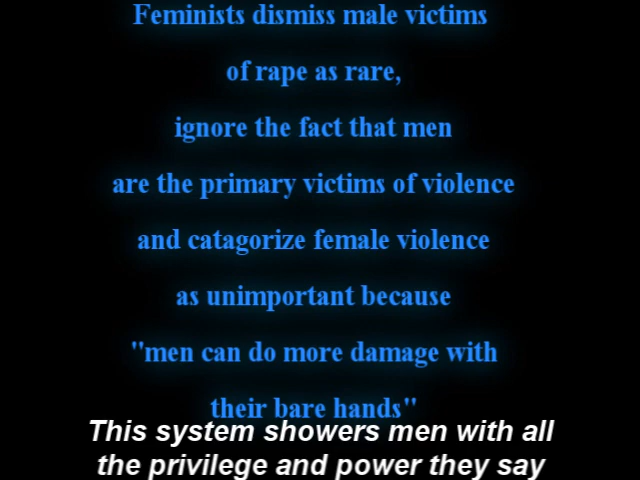 Feminists dismiss male victims
of rape as rare,
ignore the fact that men
are the primary victims of violence
and catagorize female violence
as unimportant because
"men can do more damage with
their bare hands"
This system showers men with all
the privilege and power they say